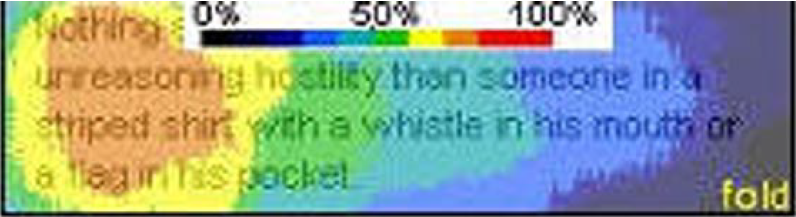 0% 50% 100%
Nothing
unreasoning hostility than someone in a
striped shirt with a whistle in his mouth or
a flag in his pocket
fold